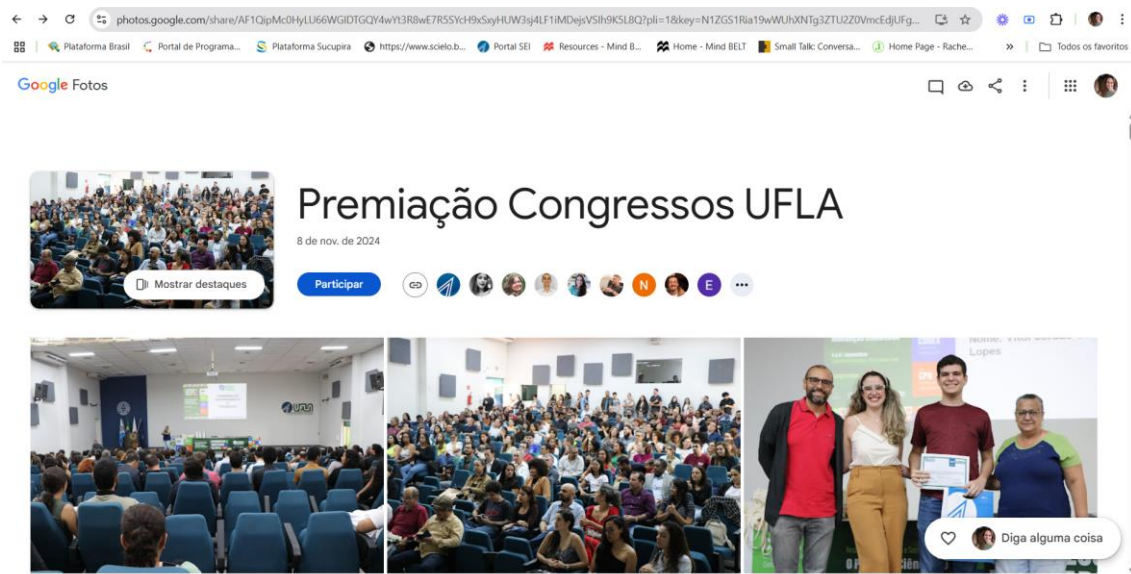 photos.google.com/share/AF1QipMc0HyLU66WGIDTGQY4wYt3R8wE7R5SYcH9xSxyHUW3sj4LF1iMDejsVSIh9K5L8Q?pli=1&key=N1ZGS1Ria19wWUhXNTg3ZTU2Z0VmcEdjUFg...
Plataforma Brasil Portal de Programa... Plataforma Sucupira https://www.scielo.b... Portal SEI Resources - Mind B... Home - Mind BELT Small Talk: Conversa... Home Page - Rache... » Todos os favoritos
Google Fotos
Premiação Congressos UFLA
8 de nov. de 2024
Mostrar destaques
Participar
N
E
UFLA
Lopes
Diga alguma coisa